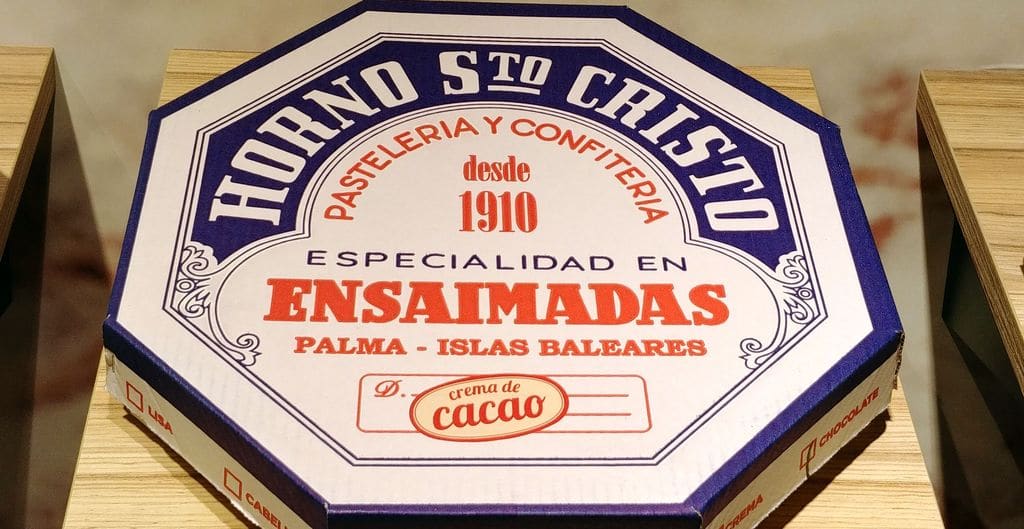 HORNO STO CRISTO
PASTELERIA Y CONFITERIA
desde
1910
ESPECIALIDAD EN
ENSAIMADAS
PALMA - ISLAS BALEARES
D.
crema de
cacao
LISA
CHOCOLATE
CREMA